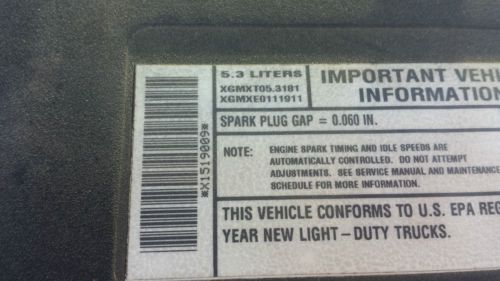 5.3 LITERS
XGMXT05.3181
XGMXE0111911
IMPORTANT VEHI
INFORMATION
SPARK PLUG GAP = 0.060 IN.
NOTE: ENGINE SPARK TIMING AND IDLE SPEEDS ARE
AUTOMATICALLY CONTROLLED. DO NOT ATTEMPT
ADJUSTMENTS. SEE SERVICE MANUAL AND MAINTENANCE
SCHEDULE FOR MORE INFORMATION.
THIS VEHICLE CONFORMS TO U.S. EPA REG
YEAR NEW LIGHT-DUTY TRUCKS.
*X1519009*